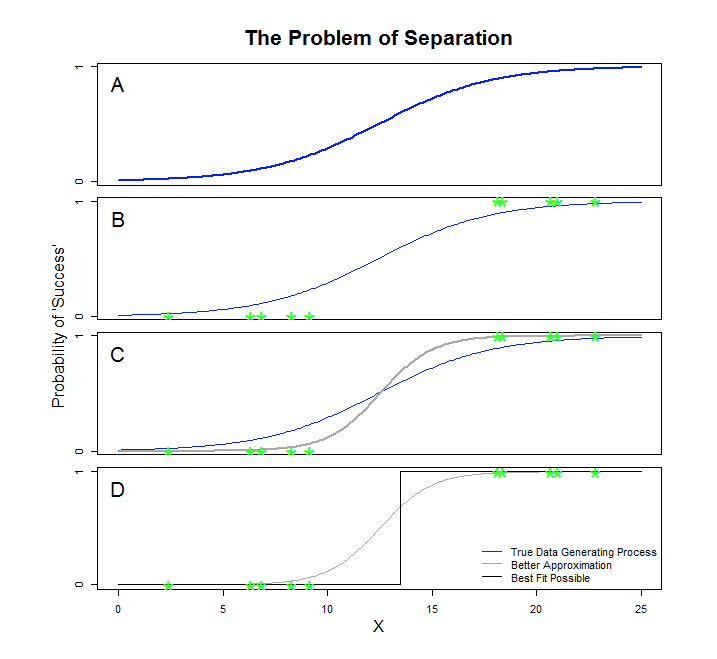 The Problem of Separation
A
1
0
B
1
0
C
1
0
D
1
0
Probability of 'Success'
True Data Generating Process
Better Approximation
Best Fit Possible
0 5 10 15 20 25
X